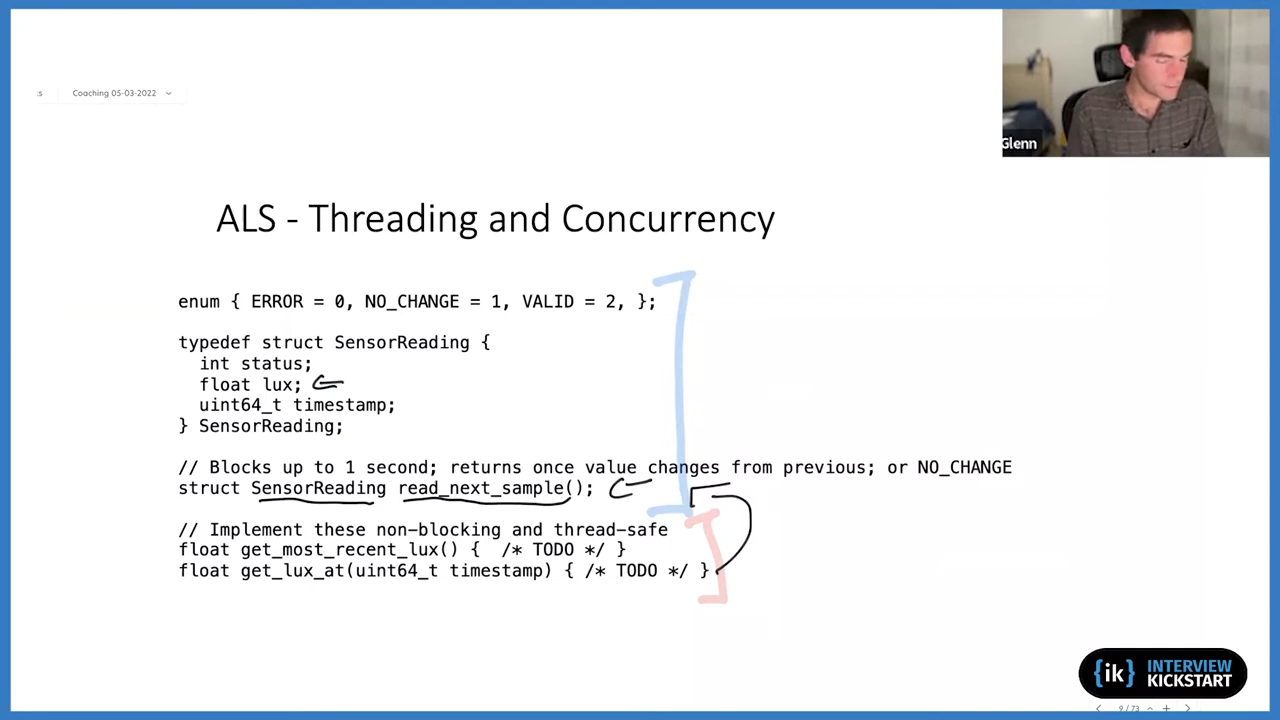 :s
Coaching 05-03-2022
Glenn
ALS - Threading and Concurrency
enum { ERROR = 0, NO_CHANGE = 1, VALID = 2, };
typedef struct SensorReading {
int status;
float lux;
uint64_t timestamp;
} SensorReading;
// Blocks up to 1 second; returns once value changes from previous; or NO_CHANGE
struct SensorReading read_next_sample();
// Implement these non-blocking and thread-safe
float get_most_recent_lux() { /* TODO */ }
float get_lux_at(uint64_t timestamp) { /* TODO */ }
{ik} INTERVIEW
KICKSTART
9 / 73